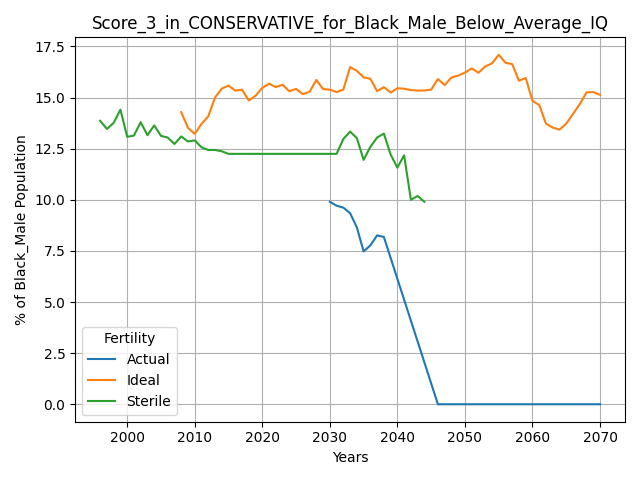 Score_3_in_CONSERVATIVE_for_Black_Male_Below_Average_IQ
% of Black_Male Population
17.5
15.0
12.5
10.0
7.5
5.0
2.5
0.0
Fertility
Actual
Ideal
Sterile
2000 2010 2020 2030 2040 2050 2060 2070
Years